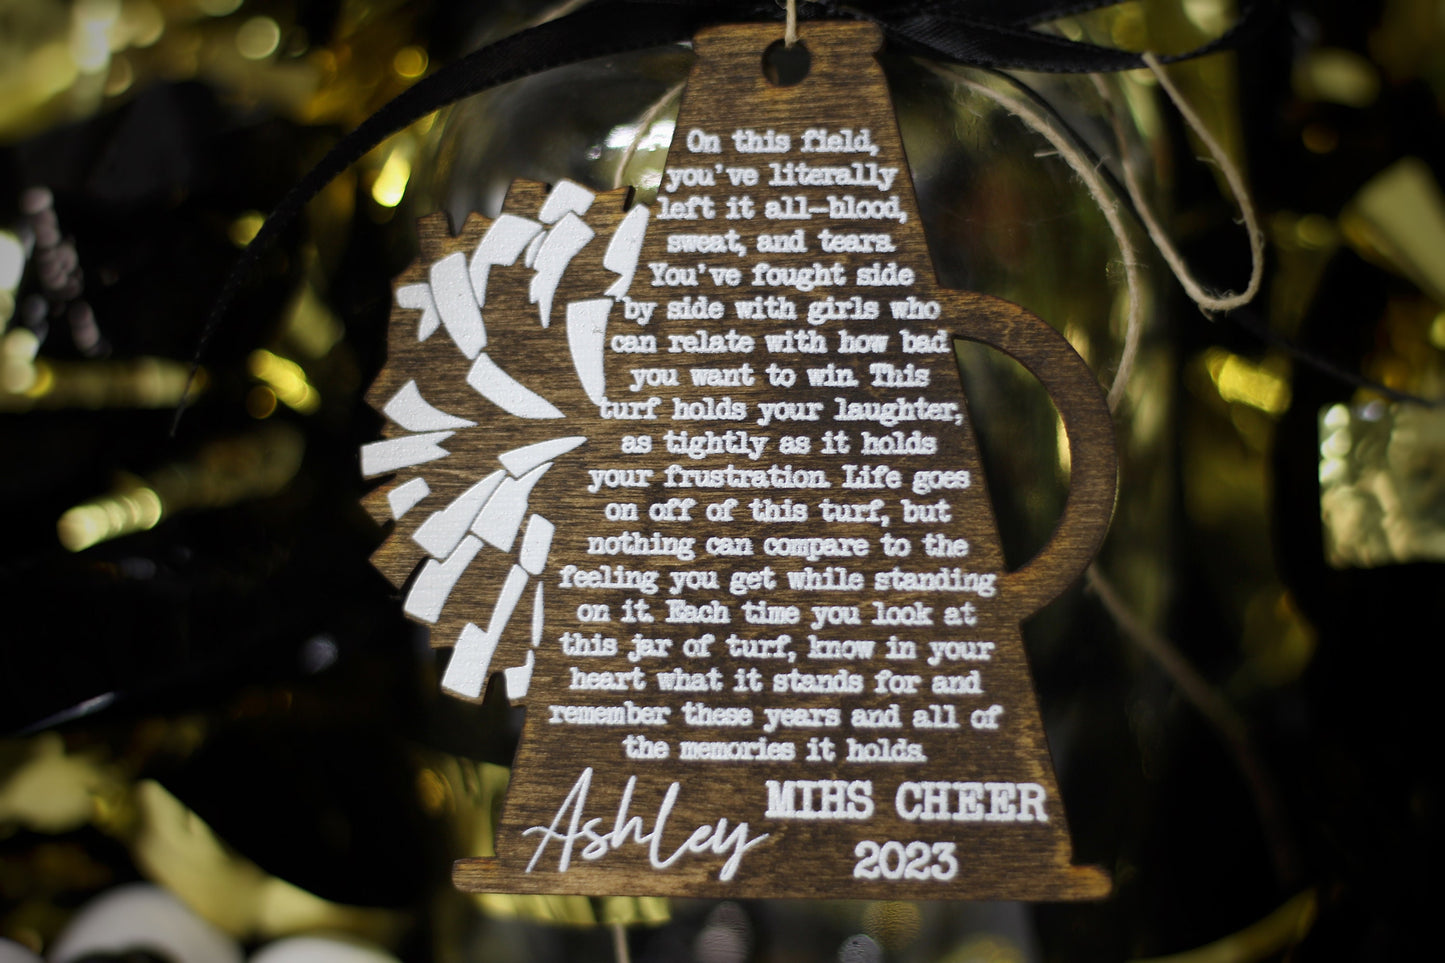 On this field,
you've literally
left it all—blood,
sweat, and tears.
You've fought side
by side with girls who
can relate with how bad
you want to win. This
turf holds your laughter,
as tightly as it holds
your frustration. Life goes
on off of this turf, but
nothing can compare to the
feeling you get while standing
on it. Each time you look at
this jar of turf, know in your
heart what it stands for and
remember these years and all of
the memories it holds.
Ashley
MIHS CHEER
2023